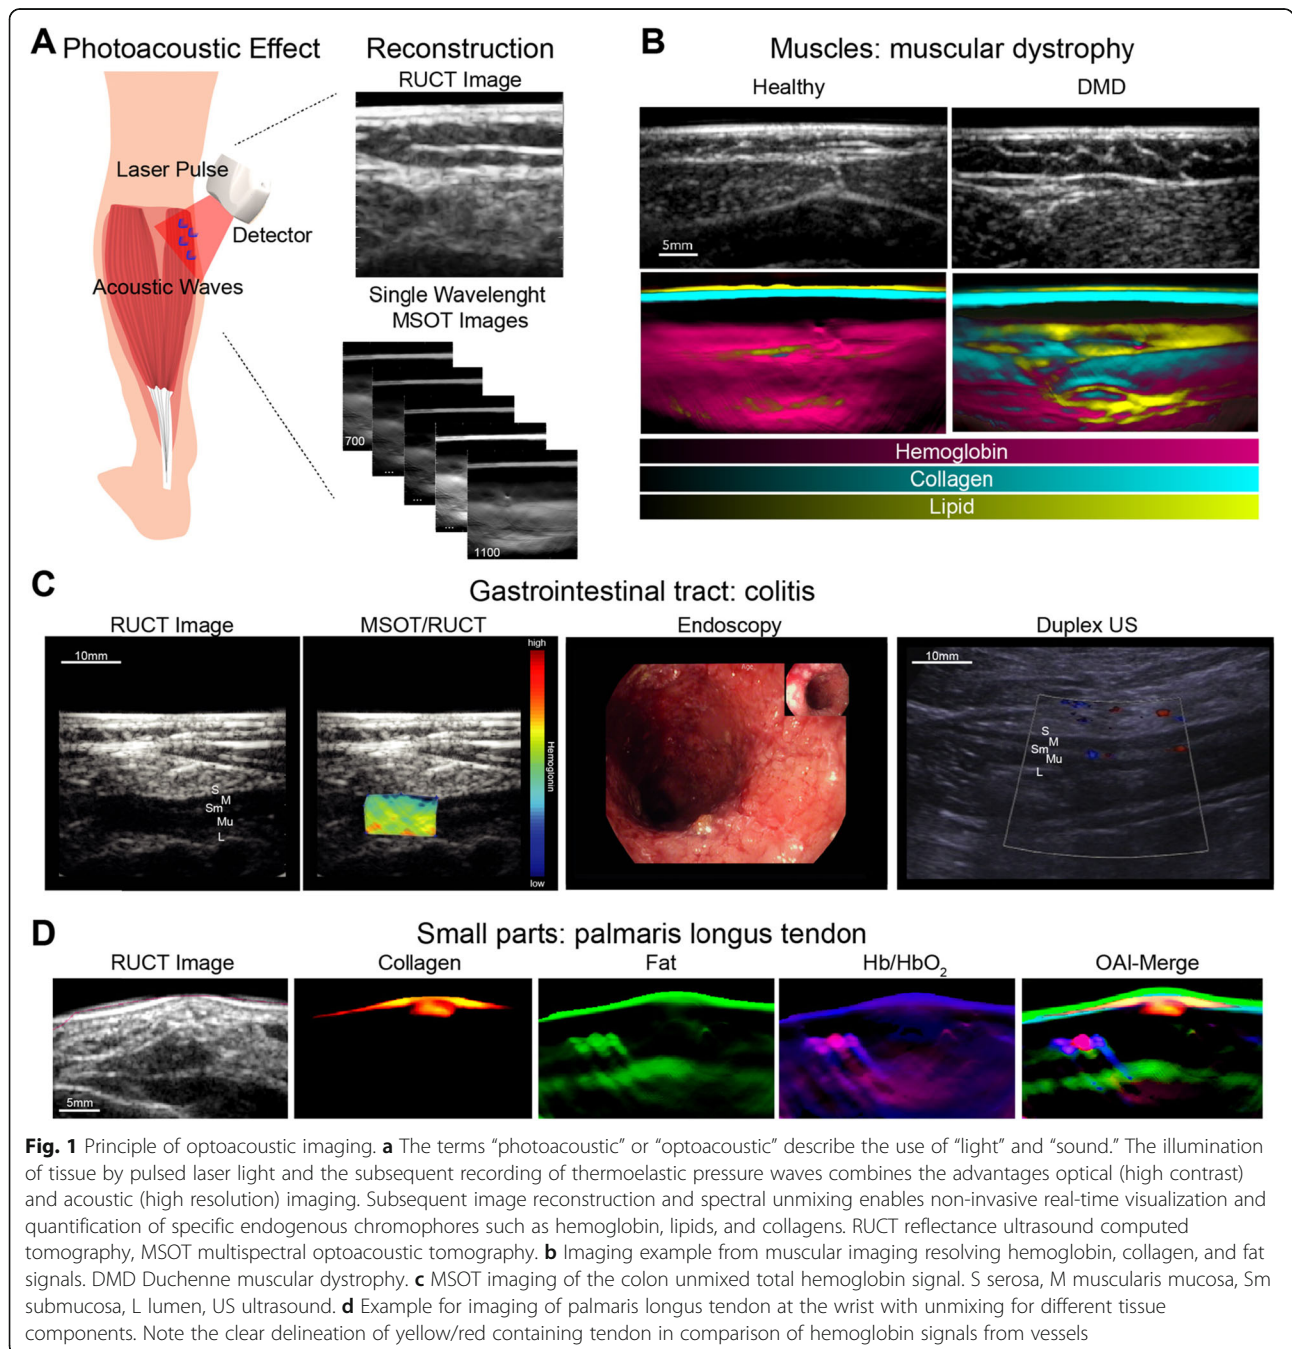 A Photoacoustic Effect
Reconstruction
RUCT Image
Laser Pulse
Detector
Acoustic Waves
Single Wavelenght
MSOT Images
700
...
...
...
1100
B Muscles: muscular dystrophy
Healthy DMD
5mm
Hemoglobin
Collagen
Lipid
C Gastrointestinal tract: colitis
RUCT Image MSOT/RUCT Endoscopy Duplex US
10mm
S
M
Sm
Mu
L
high
Hemoglonin
low
10mm
S
M
Sm
Mu
L
D Small parts: palmaris longus tendon
RUCT Image Collagen Fat Hb/HbO2 OAI-Merge
5mm
Fig. 1 Principle of optoacoustic imaging. a The terms “photoacoustic” or “optoacoustic” describe the use of “light” and “sound.” The illumination
of tissue by pulsed laser light and the subsequent recording of thermoelastic pressure waves combines the advantages optical (high contrast)
and acoustic (high resolution) imaging. Subsequent image reconstruction and spectral unmixing enables non-invasive real-time visualization and
quantification of specific endogenous chromophores such as hemoglobin, lipids, and collagens. RUCT reflectance ultrasound computed
tomography, MSOT multispectral optoacoustic tomography. b Imaging example from muscular imaging resolving hemoglobin, collagen, and fat
signals. DMD Duchenne muscular dystrophy. c MSOT imaging of the colon unmixed total hemoglobin signal. S serosa, M muscularis mucosa, Sm
submucosa, L lumen, US ultrasound. d Example for imaging of palmaris longus tendon at the wrist with unmixing for different tissue
components. Note the clear delineation of yellow/red containing tendon in comparison of hemoglobin signals from vessels